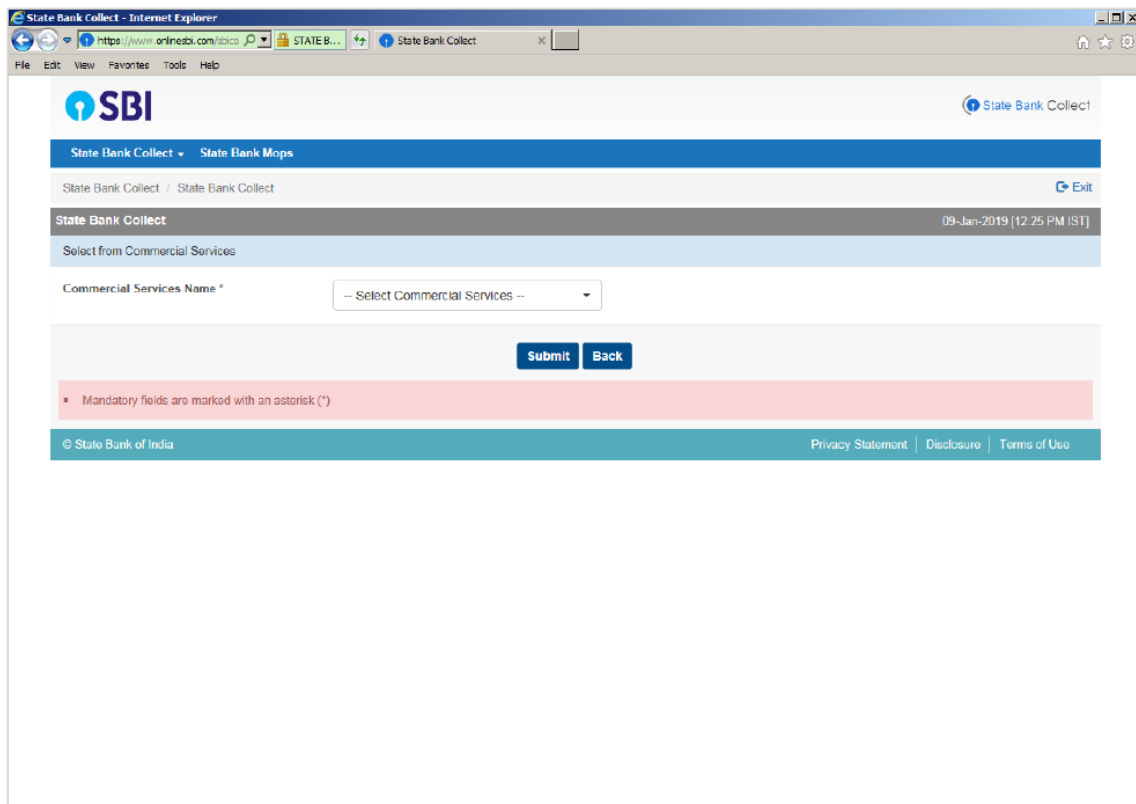 State Bank Collect - Internet Explorer
https://www.onlinesbi.com/sbico STATE B... State Bank Collect
File Edit View Favorites Tools Help
SBI State Bank Collect
State Bank Collect State Bank Mops
State Bank Collect / State Bank Collect Exit
State Bank Collect 09-Jan-2019 [12:25 PM IST]
Select from Commercial Services
Commercial Services Name * -- Select Commercial Services --
Submit Back
Mandatory fields are marked with an asterisk (*)
© State Bank of India Privacy Statement Disclosure Terms of Use